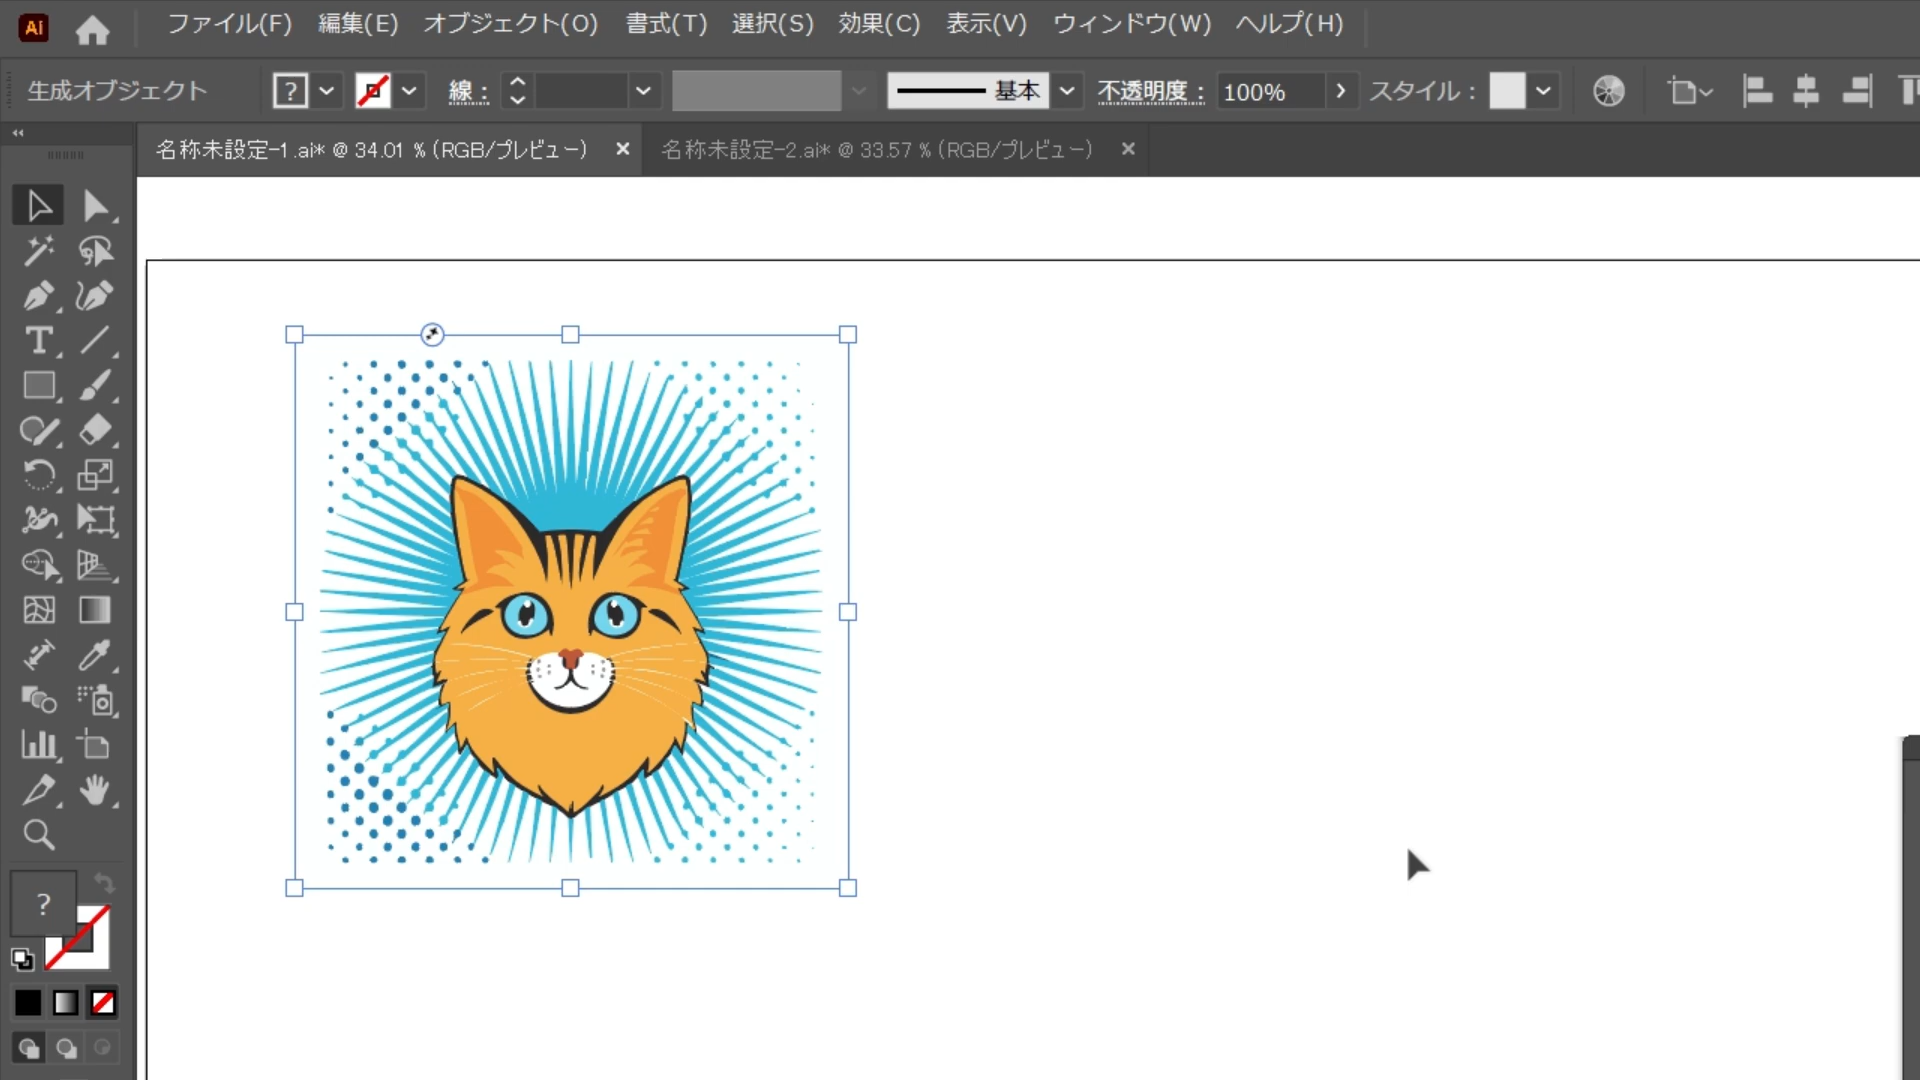 Ai ファイル(F) 編集(E) オブジェクト(O) 書式(T) 選択(S) 効果(C) 表示(V) ウィンドウ(W) ヘルプ(H)
生成オブジェクト ? 線： 基本 不透明度： 100% スタイル：
名称未設定-1.ai* @ 34.01 % (RGB/プレビュー) × 名称未設定-2.ai* @ 33.57 % (RGB/プレビュー) ×
T
?